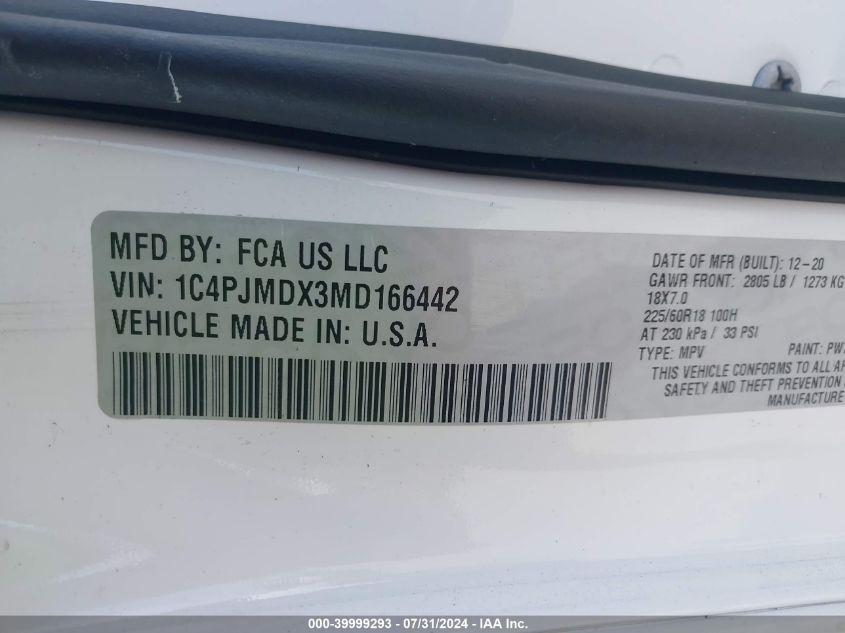 MFD BY: FCA US LLC
VIN: 1C4PJMDX3MD166442
VEHICLE MADE IN: U.S.A.
DATE OF MFR (BUILT): 12-20
GAWR FRONT: 2805 LB / 1273 KG
18X7.0
225/60R18 100H
AT 230 kPa / 33 PSI
TYPE: MPV PAINT: PW7
THIS VEHICLE CONFORMS TO ALL AP
SAFETY AND THEFT PREVENTION
MANUFACTURE
000-39999293 - 07/31/2024 - IAA Inc.